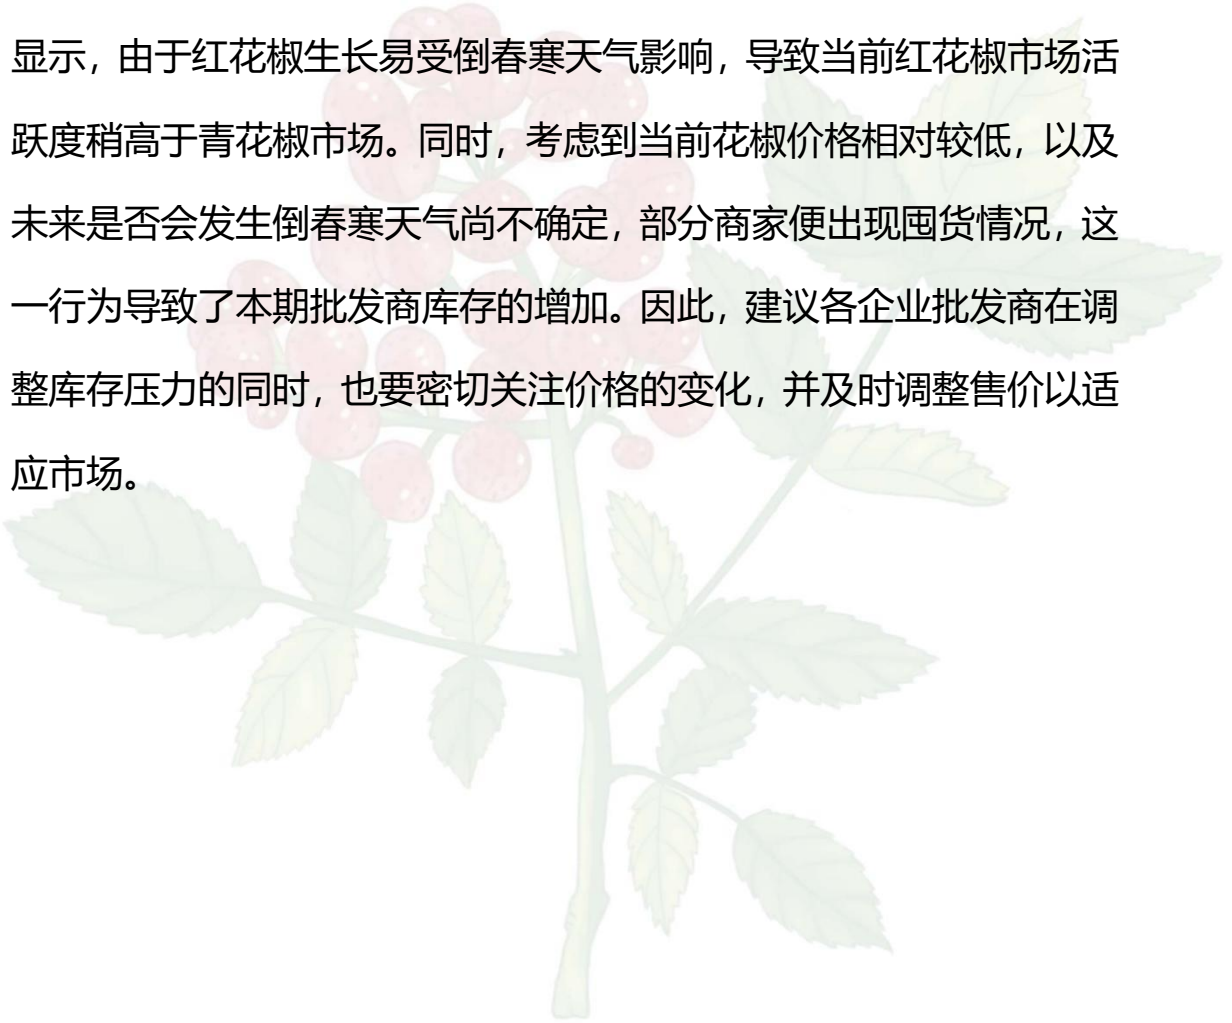 显示，由于红花椒生长易受倒春寒天气影响，导致当前红花椒市场活
跃度稍高于青花椒市场。同时，考虑到当前花椒价格相对较低，以及
未来是否会发生倒春寒天气尚不确定，部分商家便出现囤货情况，这
一行为导致了本期批发商库存的增加。因此，建议各企业批发商在调
整库存压力的同时，也要密切关注价格的变化，并及时调整售价以适
应市场。